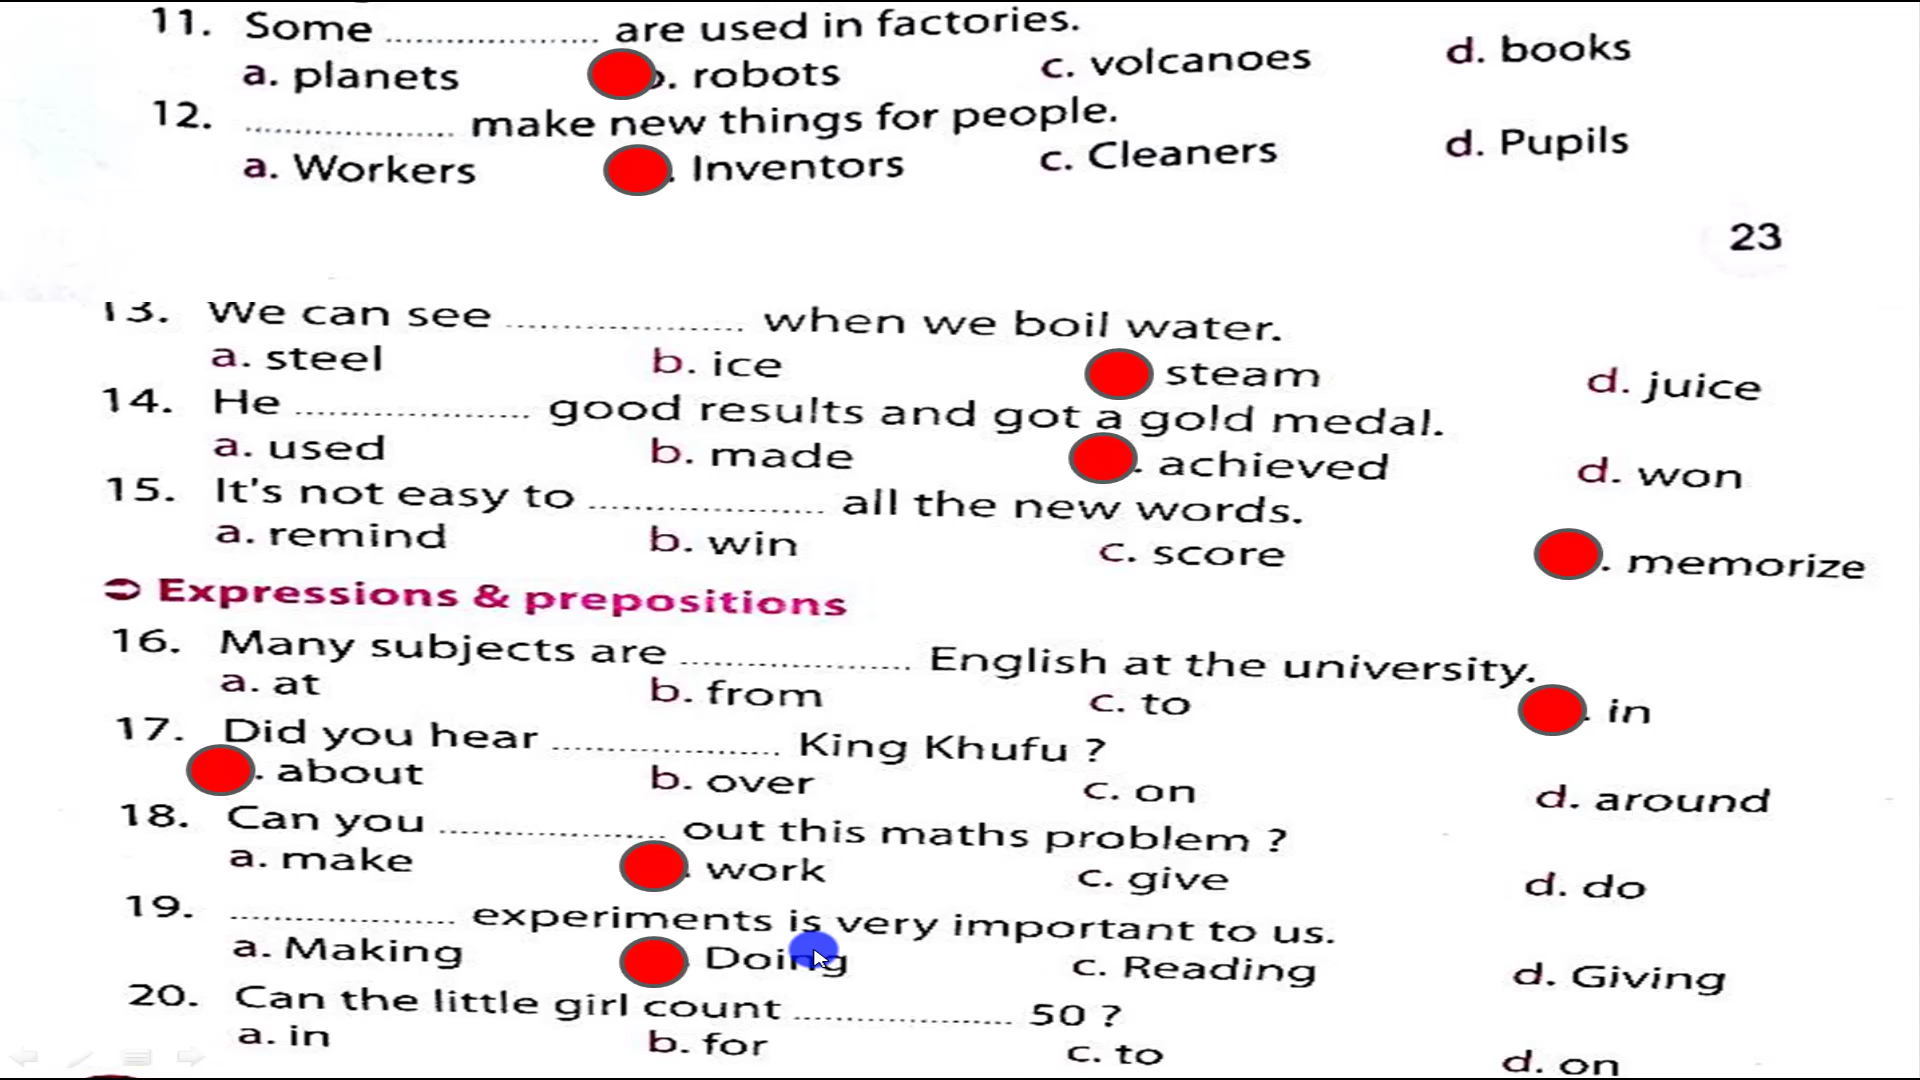 11. Some .................... are used in factories.
a. planets b. robots c. volcanoes d. books
12. .................... make new things for people.
a. Workers . Inventors c. Cleaners d. Pupils
23
13. We can see .................... when we boil water.
a. steel b. ice steam d. juice
14. He .................... good results and got a gold medal.
a. used b. made . achieved d. won
15. It's not easy to .................... all the new words.
a. remind b. win c. score . memorize
Expressions & prepositions
16. Many subjects are .................... English at the university.
a. at b. from c. to . in
17. Did you hear .................... King Khufu ?
. about b. over c. on d. around
18. Can you .................... out this maths problem ?
a. make . work c. give d. do
19. .................... experiments is very important to us.
a. Making Doing c. Reading d. Giving
20. Can the little girl count .................... 50 ?
a. in b. for c. to d. on